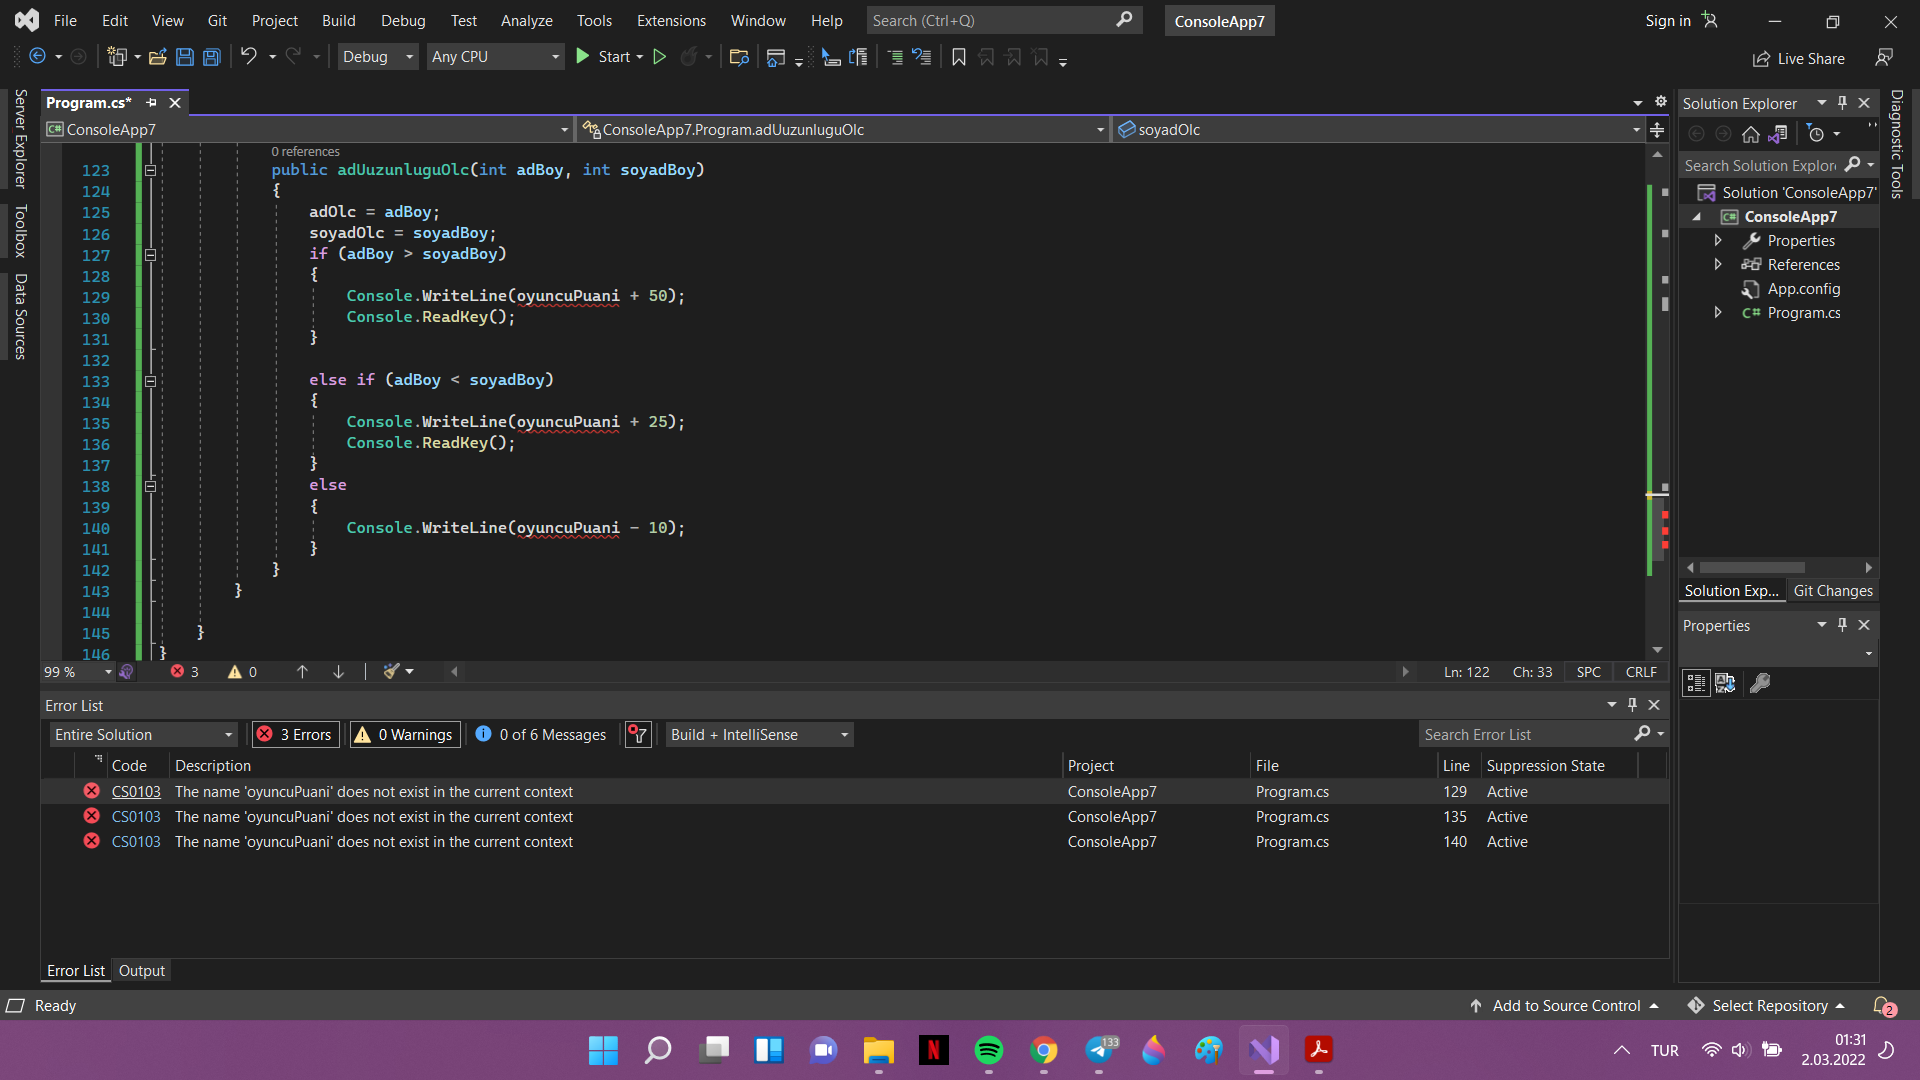 File Edit View Git Project Build Debug Test Analyze Tools Extensions Window Help Search (Ctrl+Q) ConsoleApp7 Sign in
Debug Any CPU Start Live Share
Server Explorer
Toolbox
Data Sources
Program.cs*
ConsoleApp7 ConsoleApp7.Program.adUuzunluguOlc soyadOlc
0 references
123 public adUuzunluguOlc(int adBoy, int soyadBoy)
124 {
125 adOlc = adBoy;
126 soyadOlc = soyadBoy;
127 if (adBoy > soyadBoy)
128 {
129 Console.WriteLine(oyuncuPuani + 50);
130 Console.ReadKey();
131 }
132
133 else if (adBoy < soyadBoy)
134 {
135 Console.WriteLine(oyuncuPuani + 25);
136 Console.ReadKey();
137 }
138 else
139 {
140 Console.WriteLine(oyuncuPuani - 10);
141 }
142 }
143 }
144
145 }
146 }
99 % 3 0 Ln: 122 Ch: 33 SPC CRLF
Error List
Entire Solution 3 Errors 0 Warnings 0 of 6 Messages Build + IntelliSense Search Error List
Code Description Project File Line Suppression State
CS0103 The name 'oyuncuPuani' does not exist in the current context ConsoleApp7 Program.cs 129 Active
CS0103 The name 'oyuncuPuani' does not exist in the current context ConsoleApp7 Program.cs 135 Active
CS0103 The name 'oyuncuPuani' does not exist in the current context ConsoleApp7 Program.cs 140 Active
Error List Output
Solution Explorer
Search Solution Explor
Solution 'ConsoleApp7'
C# ConsoleApp7
Properties
References
App.config
C# Program.cs
Solution Exp... Git Changes
Properties
Diagnostic Tools
Ready Add to Source Control Select Repository 2
N 133 TUR 01:31
2.03.2022